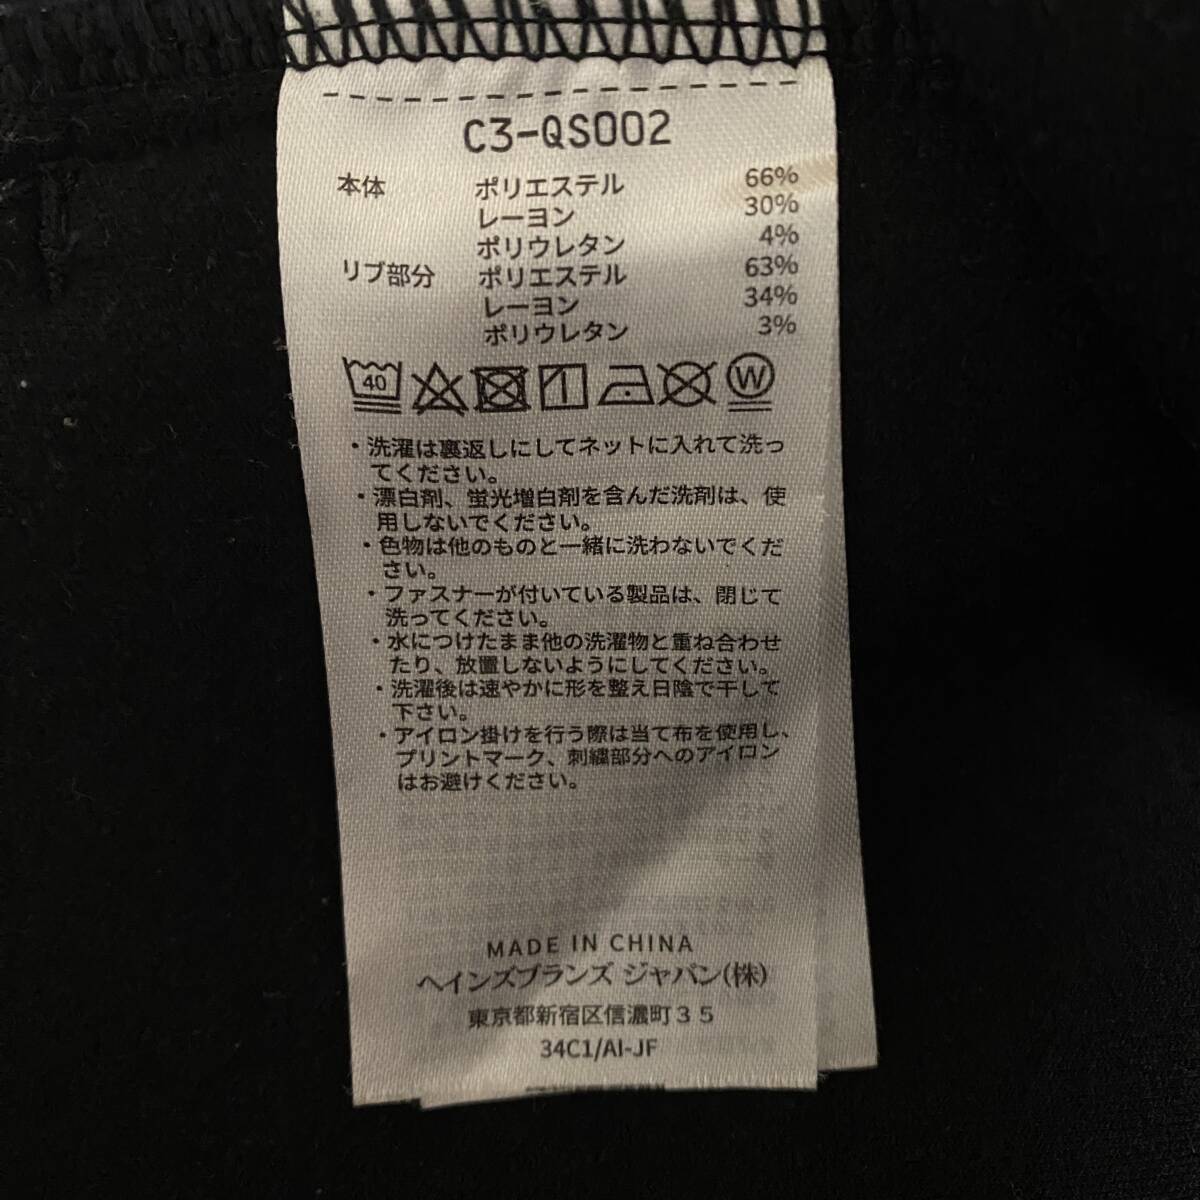 C3-QS002
本体 ポリエステル 66%
レーヨン 30%
ポリウレタン 4%
リブ部分 ポリエステル 63%
レーヨン 34%
ポリウレタン 3%
40 W
・洗濯は裏返しにしてネットに入れて洗っ
てください。
・漂白剤、蛍光増白剤を含んだ洗剤は、使
用しないでください。
・色物は他のものと一緒に洗わないでくだ
さい。
・ファスナーが付いている製品は、閉じて
洗ってください。
・水につけたまま他の洗濯物と重ね合わせ
たり、放置しないようにしてください。
・洗濯後は速やかに形を整え日陰で干して
下さい。
・アイロン掛けを行う際は当て布を使用し、
プリントマーク、刺繍部分へのアイロン
はお避けください。
MADE IN CHINA
ヘインズブランズ ジャパン(株)
東京都新宿区信濃町35
34C1/AI-JF